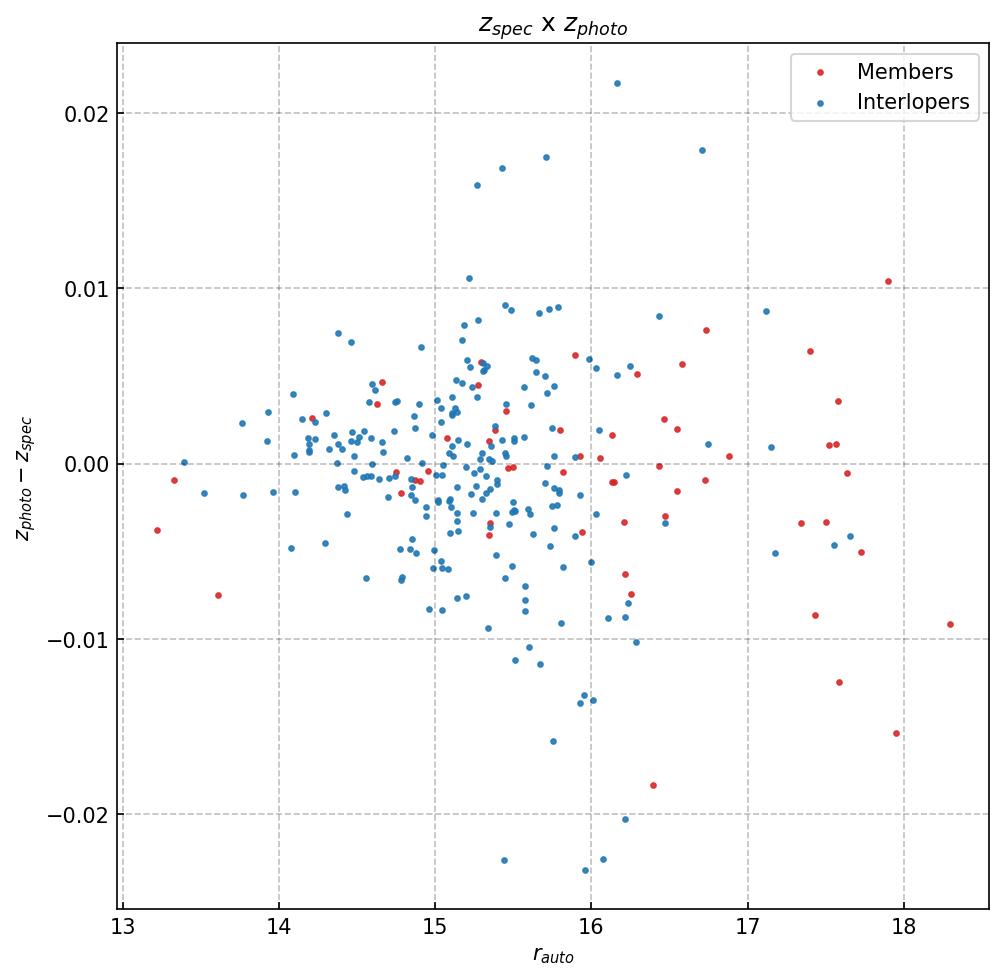 z_spec x z_photo
Members
Interlopers
z_photo − z_spec
0.02
0.01
0.00
−0.01
−0.02
13 14 15 16 17 18
r_auto